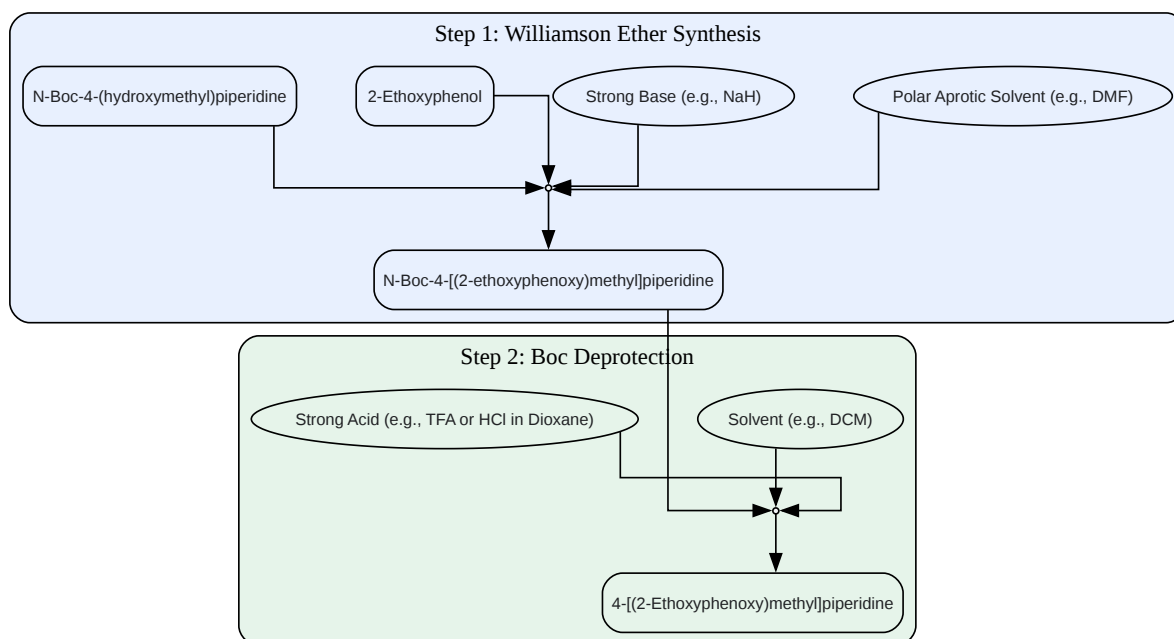 Step 1: Williamson Ether Synthesis
N-Boc-4-(hydroxymethyl)piperidine
2-Ethoxyphenol
Strong Base (e.g., NaH)
Polar Aprotic Solvent (e.g., DMF)
N-Boc-4-[(2-ethoxyphenoxy)methyl]piperidine
Step 2: Boc Deprotection
Strong Acid (e.g., TFA or HCl in Dioxane)
Solvent (e.g., DCM)
4-[(2-Ethoxyphenoxy)methyl]piperidine